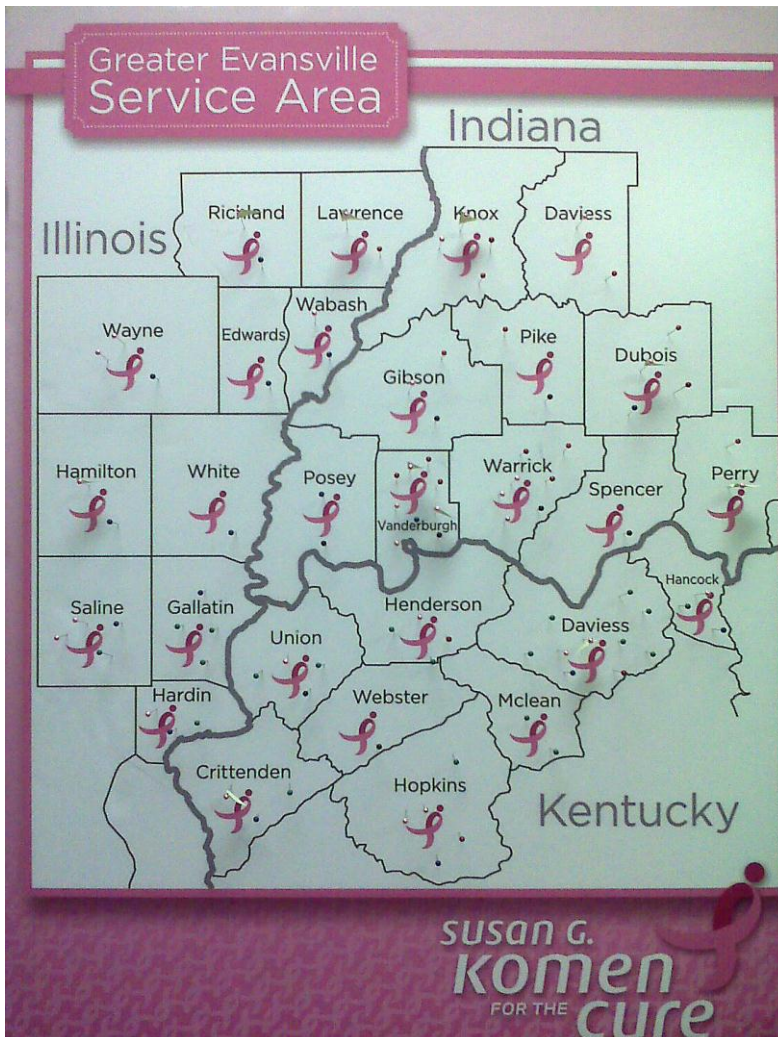 Greater Evansville
Service Area
Indiana
Illinois
Kentucky
Richland
Lawrence
Knox
Daviess
Wayne
Edwards
Wabash
Gibson
Pike
Dubois
Hamilton
White
Posey
Vanderburgh
Warrick
Spencer
Perry
Saline
Gallatin
Union
Henderson
Daviess
Hancock
Hardin
Webster
Mclean
Crittenden
Hopkins
susan G.
komen
FOR THE
cure